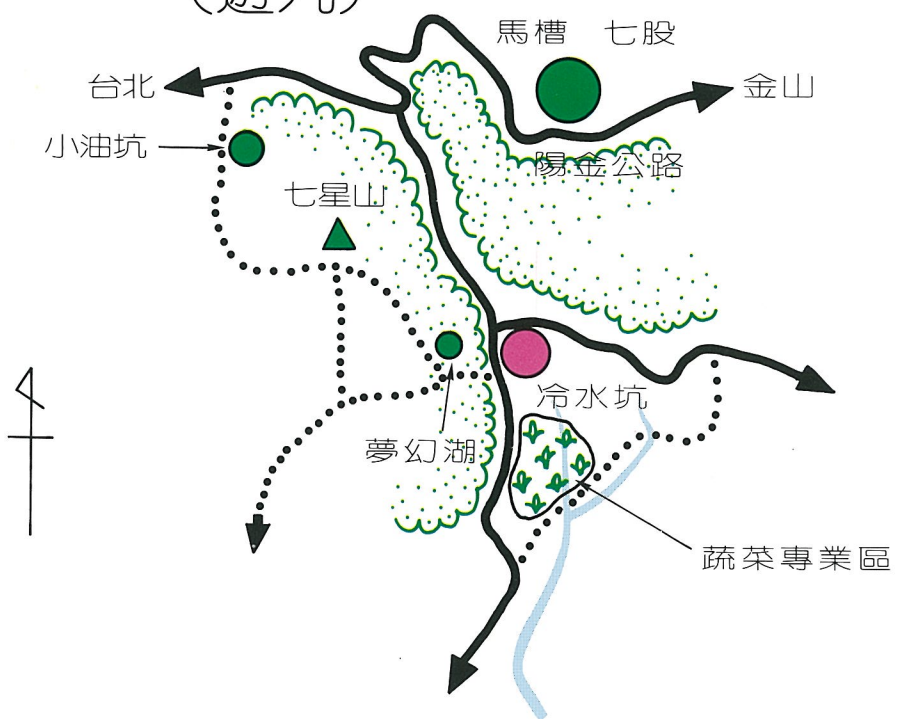 馬槽 七股
台北
金山
小油坑
陽金公路
七星山
冷水坑
夢幻湖
蔬菜專業區